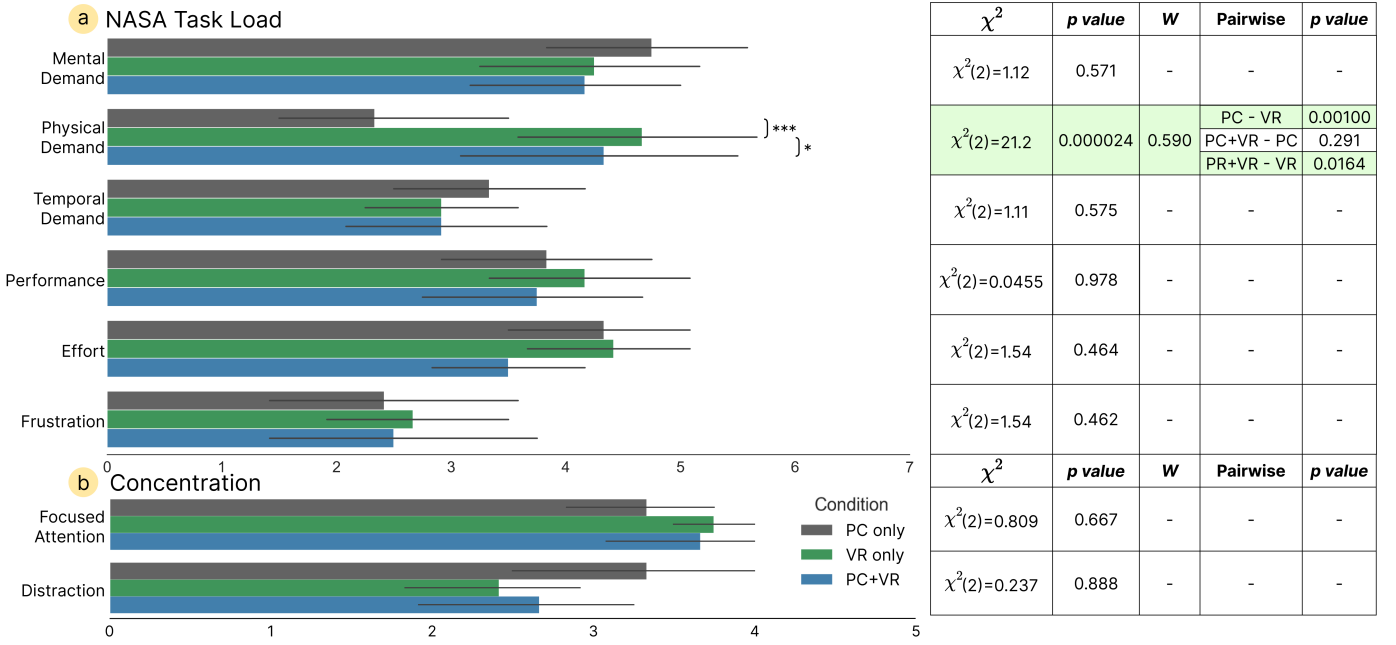 a NASA Task Load
Mental
Demand
Physical
Demand
***
*
Temporal
Demand
Performance
Effort
Frustration
0 1 2 3 4 5 6 7
b Concentration
Focused
Attention
Distraction
0 1 2 3 4 5
Condition
PC only
VR only
PC+VR
χ² p value W Pairwise p value
χ²(2)=1.12 0.571 - - -
χ²(2)=21.2 0.000024 0.590
PC - VR 0.00100
PC+VR - PC 0.291
PR+VR - VR 0.0164
χ²(2)=1.11 0.575 - - -
χ²(2)=0.0455 0.978 - - -
χ²(2)=1.54 0.464 - - -
χ²(2)=1.54 0.462 - - -
χ² p value W Pairwise p value
χ²(2)=0.809 0.667 - - -
χ²(2)=0.237 0.888 - - -